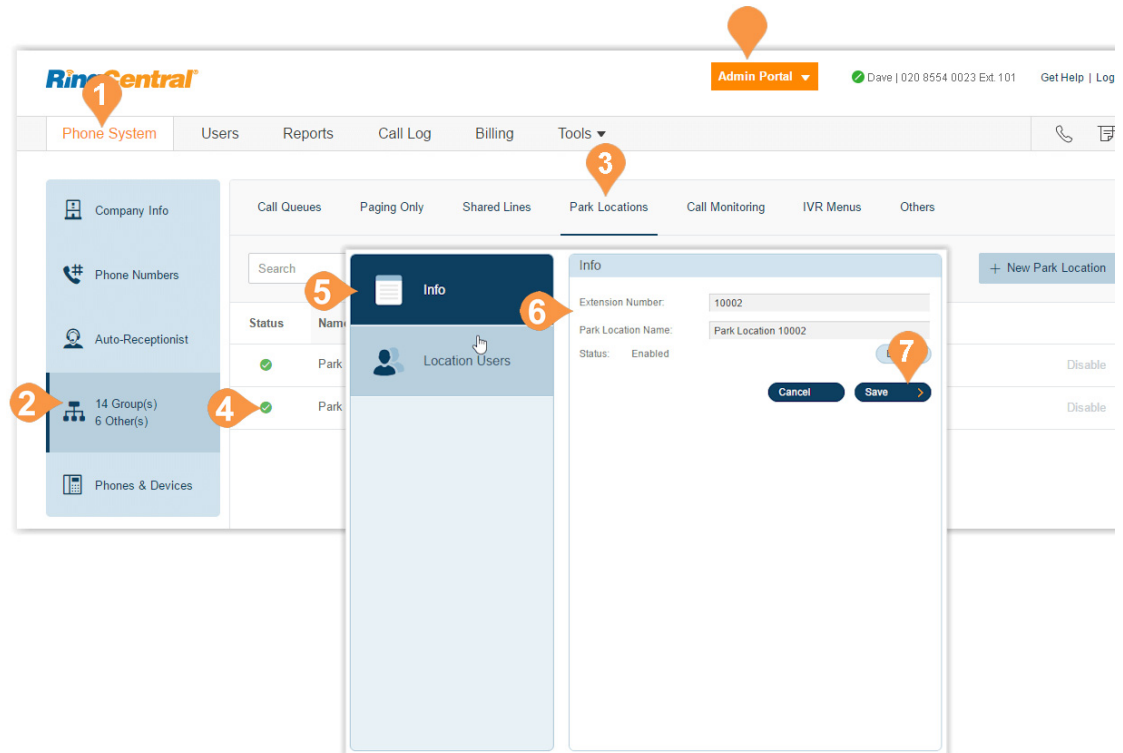 RingCentral®
Admin Portal
Dave | 020 8554 0023 Ext. 101
Get Help | Log
1
Phone System
Users
Reports
Call Log
Billing
Tools
3
Company Info
Phone Numbers
Auto-Receptionist
2
14 Group(s)
6 Other(s)
Phones & Devices
Call Queues
Paging Only
Shared Lines
Park Locations
Call Monitoring
IVR Menus
Others
Search
+ New Park Location
Status
Name
Park
Disable
4
Park
Disable
5
Info
Location Users
Info
6
Extension Number:
10002
Park Location Name:
Park Location 10002
Status:
Enabled
7
Cancel
Save